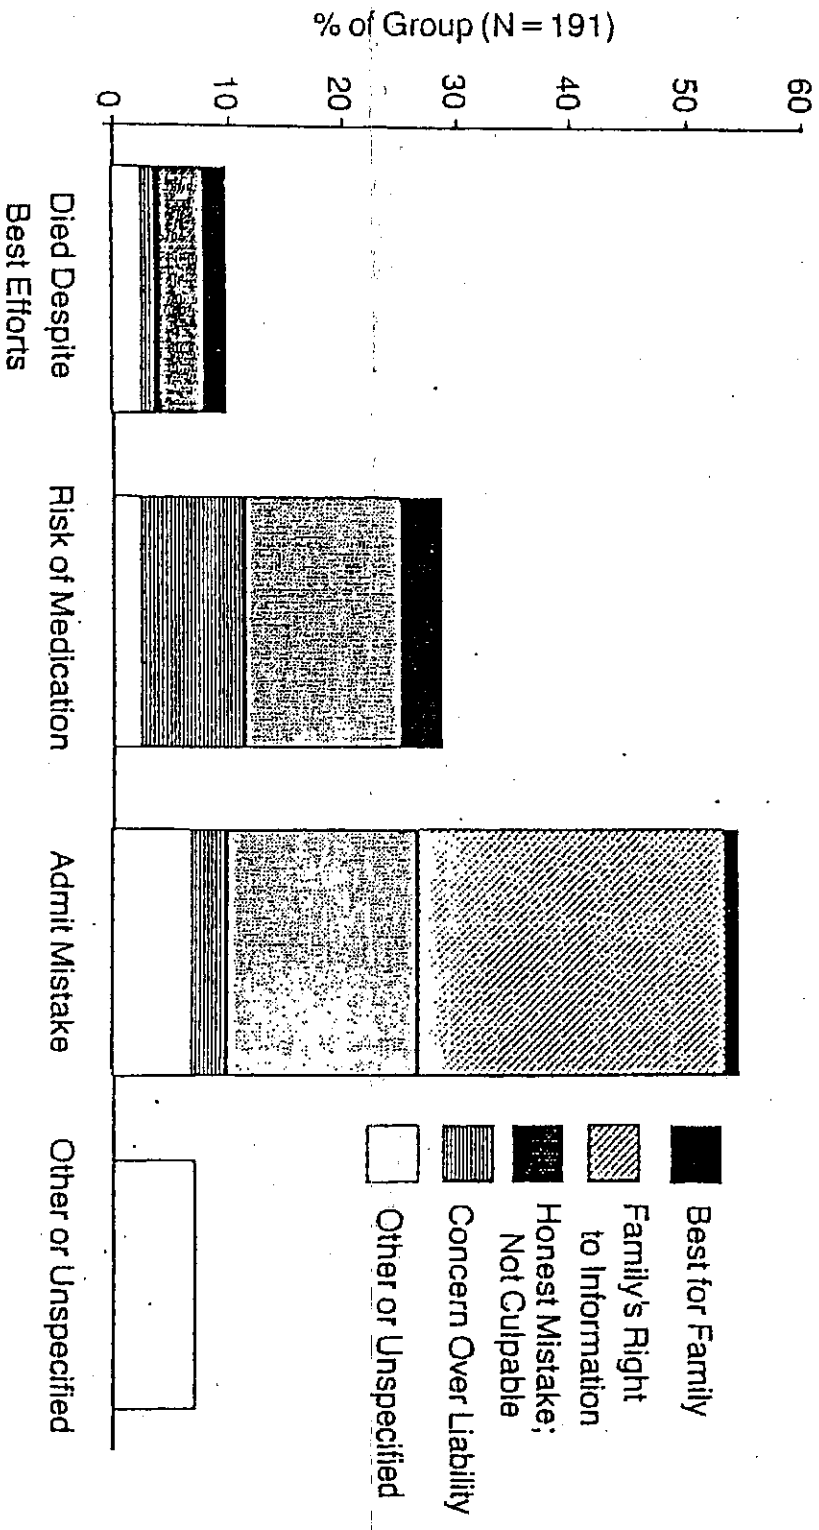 % of Group (N = 191)
60
50
40
30
20
10
0
Died Despite
Best Efforts
Risk of Medication
Admit Mistake
Other or Unspecified
Best for Family
Family's Right
to Information
Honest Mistake;
Not Culpable
Concern Over Liability
Other or Unspecified